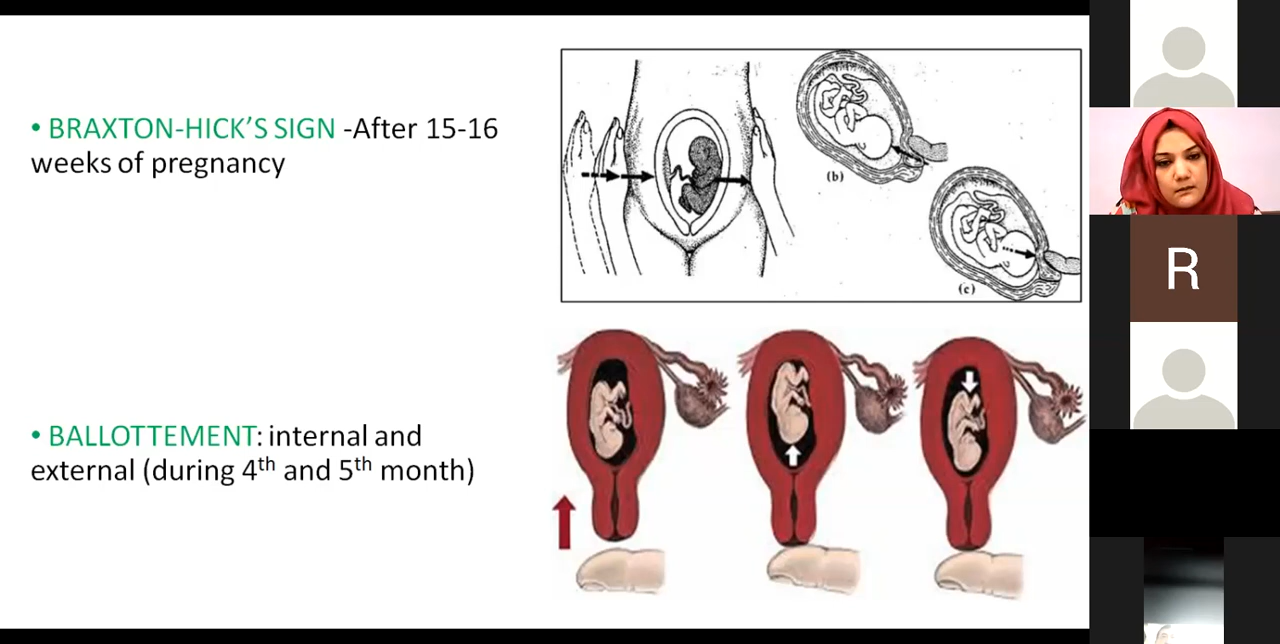 • BRAXTON-HICK'S SIGN -After 15-16
weeks of pregnancy
(b)
(c)
• BALLOTTEMENT: internal and
external (during 4th and 5th month)
R